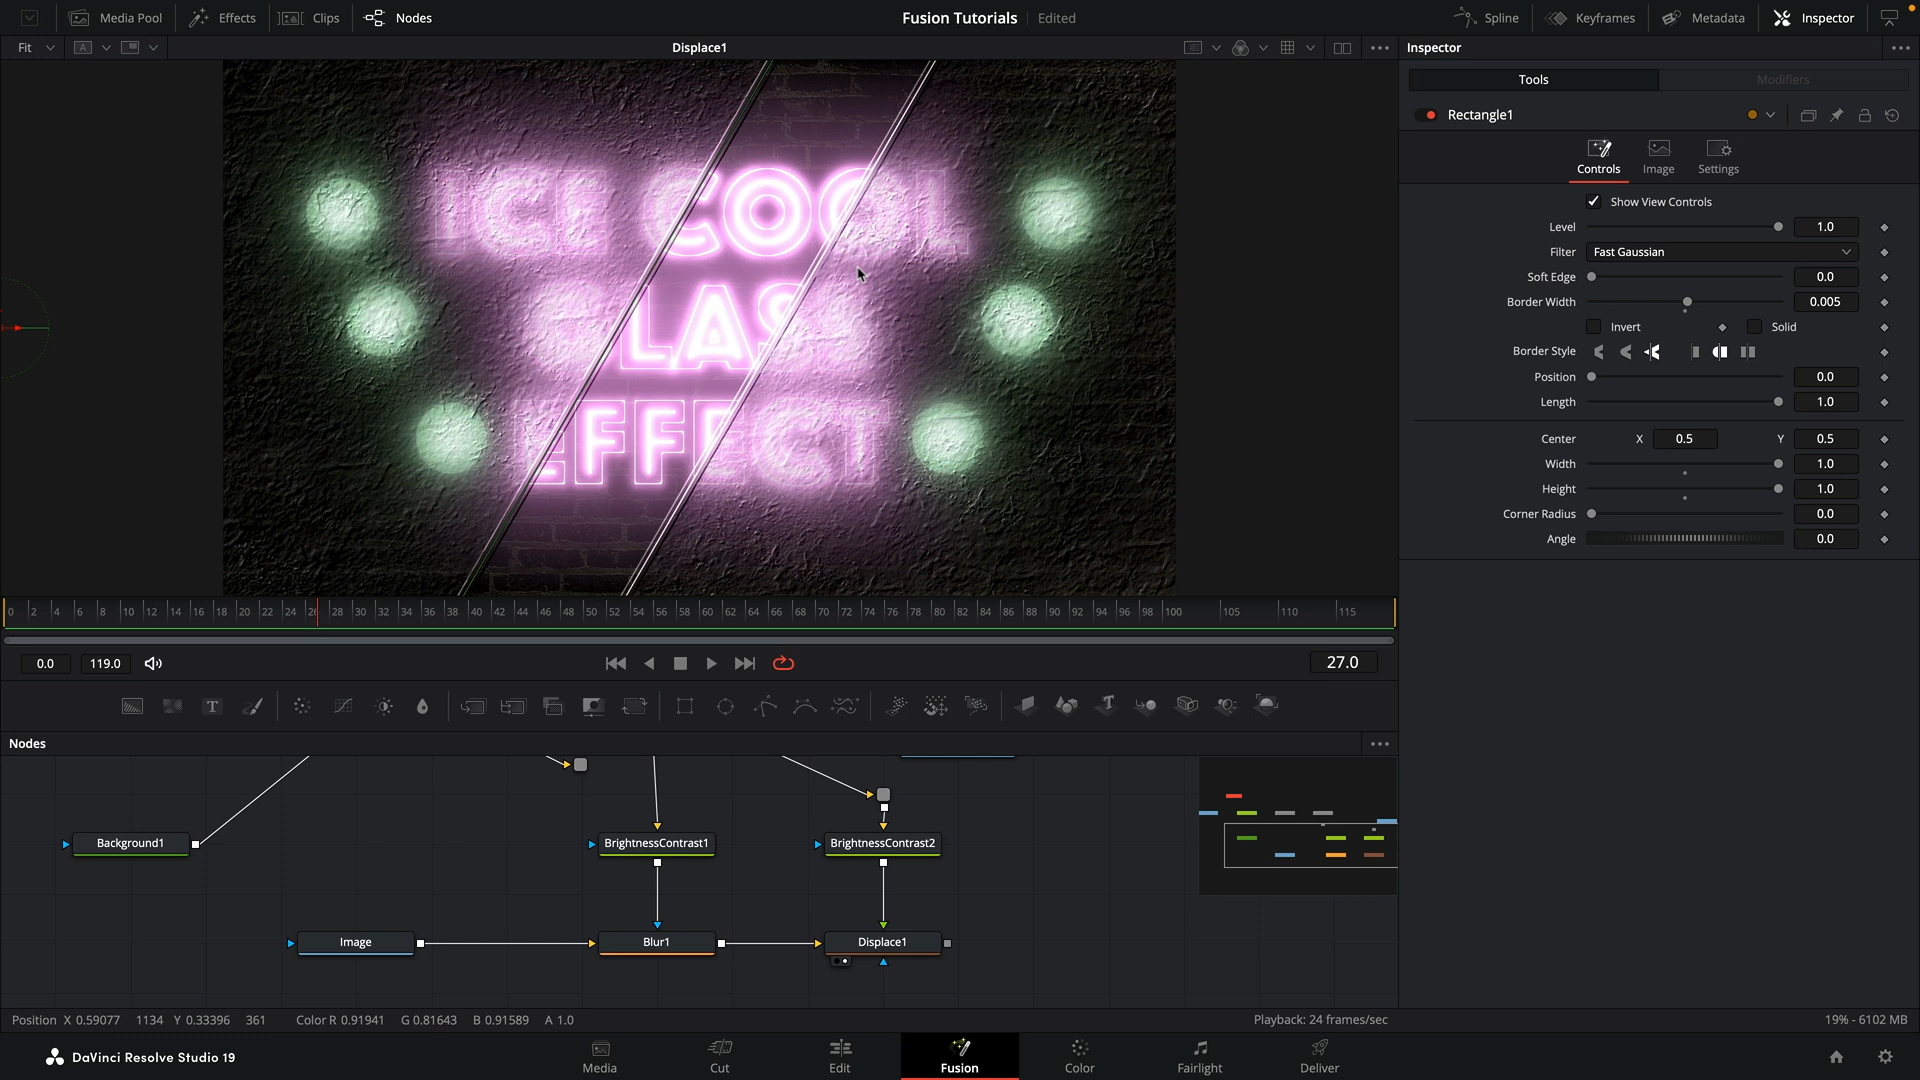 Media Pool
Effects
Clips
Nodes
Fusion Tutorials
Edited
Spline
Keyframes
Metadata
Inspector
Fit
A
Displace1
Inspector
Tools
Modifiers
Rectangle1
Controls
Image
Settings
Show View Controls
Level 1.0
Filter Fast Gaussian
Soft Edge 0.0
Border Width 0.005
Invert Solid
Border Style
Position 0.0
Length 1.0
Center X 0.5 Y 0.5
Width 1.0
Height 1.0
Corner Radius 0.0
Angle 0.0
ICE COOL
GLASS
EFFECT
0 2 4 6 8 10 12 14 16 18 20 22 24 26 28 30 32 34 36 38 40 42 44 46 48 50 52 54 56 58 60 62 64 66 68 70 72 74 76 78 80 82 84 86 88 90 92 94 96 98 100 105 110 115
0.0
119.0
27.0
T
Nodes
Background1
BrightnessContrast1
BrightnessContrast2
Image
Blur1
Displace1
Position X 0.59077 1134 Y 0.33396 361 Color R 0.91941 G 0.81643 B 0.91589 A 1.0
Playback: 24 frames/sec
19% - 6102 MB
DaVinci Resolve Studio 19
Media
Cut
Edit
Fusion
Color
Fairlight
Deliver